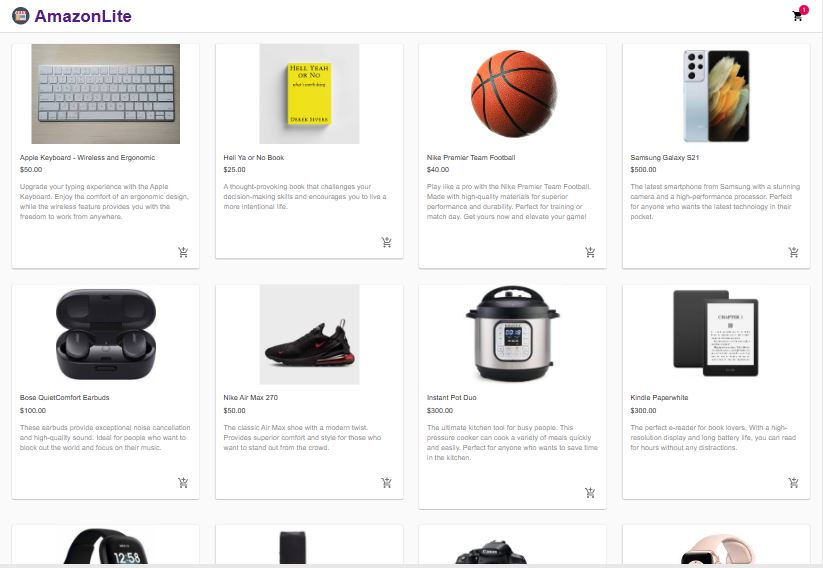 AmazonLite
1
HELL YEAH
OR NO
what's worth doing
DEREK SIVERS
Apple Keyboard - Wireless and Ergonomic
$50.00
Upgrade your typing experience with the Apple
Keyboard. Enjoy the comfort of an ergonomic design,
while the wireless feature provides you with the
freedom to work from anywhere.
Hell Ya or No Book
$25.00
A thought-provoking book that challenges your
decision-making skills and encourages you to live a
more intentional life.
Nike Premier Team Football
$40.00
Play like a pro with the Nike Premier Team Football.
Made with high-quality materials for superior
performance and durability. Perfect for training or
match day. Get yours now and elevate your game!
Samsung Galaxy S21
$500.00
The latest smartphone from Samsung with a stunning
camera and a high-performance processor. Perfect
for anyone who wants the latest technology in their
pocket.
CHAPTER 1
Bose QuietComfort Earbuds
$100.00
These earbuds provide exceptional noise cancellation
and high-quality sound. Ideal for people who want to
block out the world and focus on their music.
Nike Air Max 270
$50.00
The classic Air Max shoe with a modern twist.
Provides superior comfort and style for those who
want to stand out from the crowd.
Instant Pot Duo
$300.00
The ultimate kitchen tool for busy people. This
pressure cooker can cook a variety of meals quickly
and easily. Perfect for anyone who wants to save time
in the kitchen.
Kindle Paperwhite
$300.00
The perfect e-reader for book lovers. With a high-
resolution display and long battery life, you can read
for hours without any distractions.
12:58
Canon